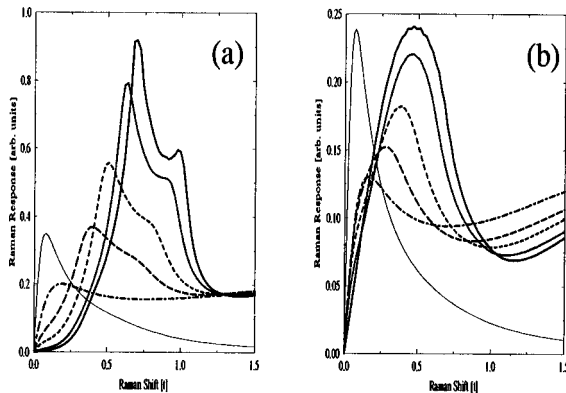 (a)
Raman Response [arb. units]
1.0
0.8
0.6
0.4
0.2
0.0
0.0 0.5 1.0 1.5
Raman Shift [t]
(b)
Raman Response [arb. units]
0.25
0.20
0.15
0.10
0.05
0.00
0.0 0.5 1.0 1.5
Raman Shift [t]